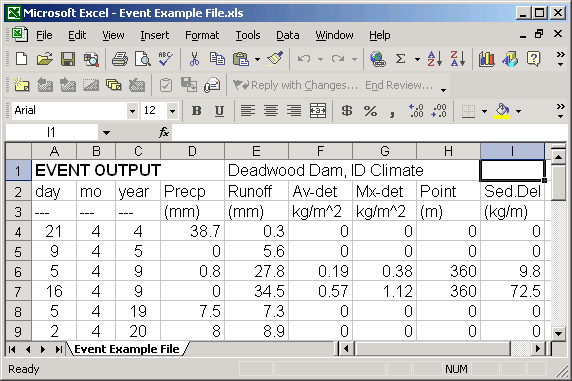 Microsoft Excel - Event Example File.xls
File Edit View Insert Format Tools Data Window Help
Reply with Changes... End Review...
Arial 12 B I U $ % ,
I1 fx
A B C D E F G H I
1 EVENT OUTPUT Deadwood Dam, ID Climate
2 day mo year Precp Runoff Av-det Mx-det Point Sed.Del
3 --- --- --- (mm) (mm) kg/m^2 kg/m^2 (m) (kg/m)
4 21 4 4 38.7 0.3 0 0 0 0
5 9 4 5 0 5.6 0 0 0 0
6 5 4 9 0.8 27.8 0.19 0.38 360 9.8
7 16 4 9 0 34.5 0.57 1.12 360 72.5
8 5 4 19 7.5 7.3 0 0 0 0
9 2 4 20 8 8.9 0 0 0 0
Event Example File
Ready NUM